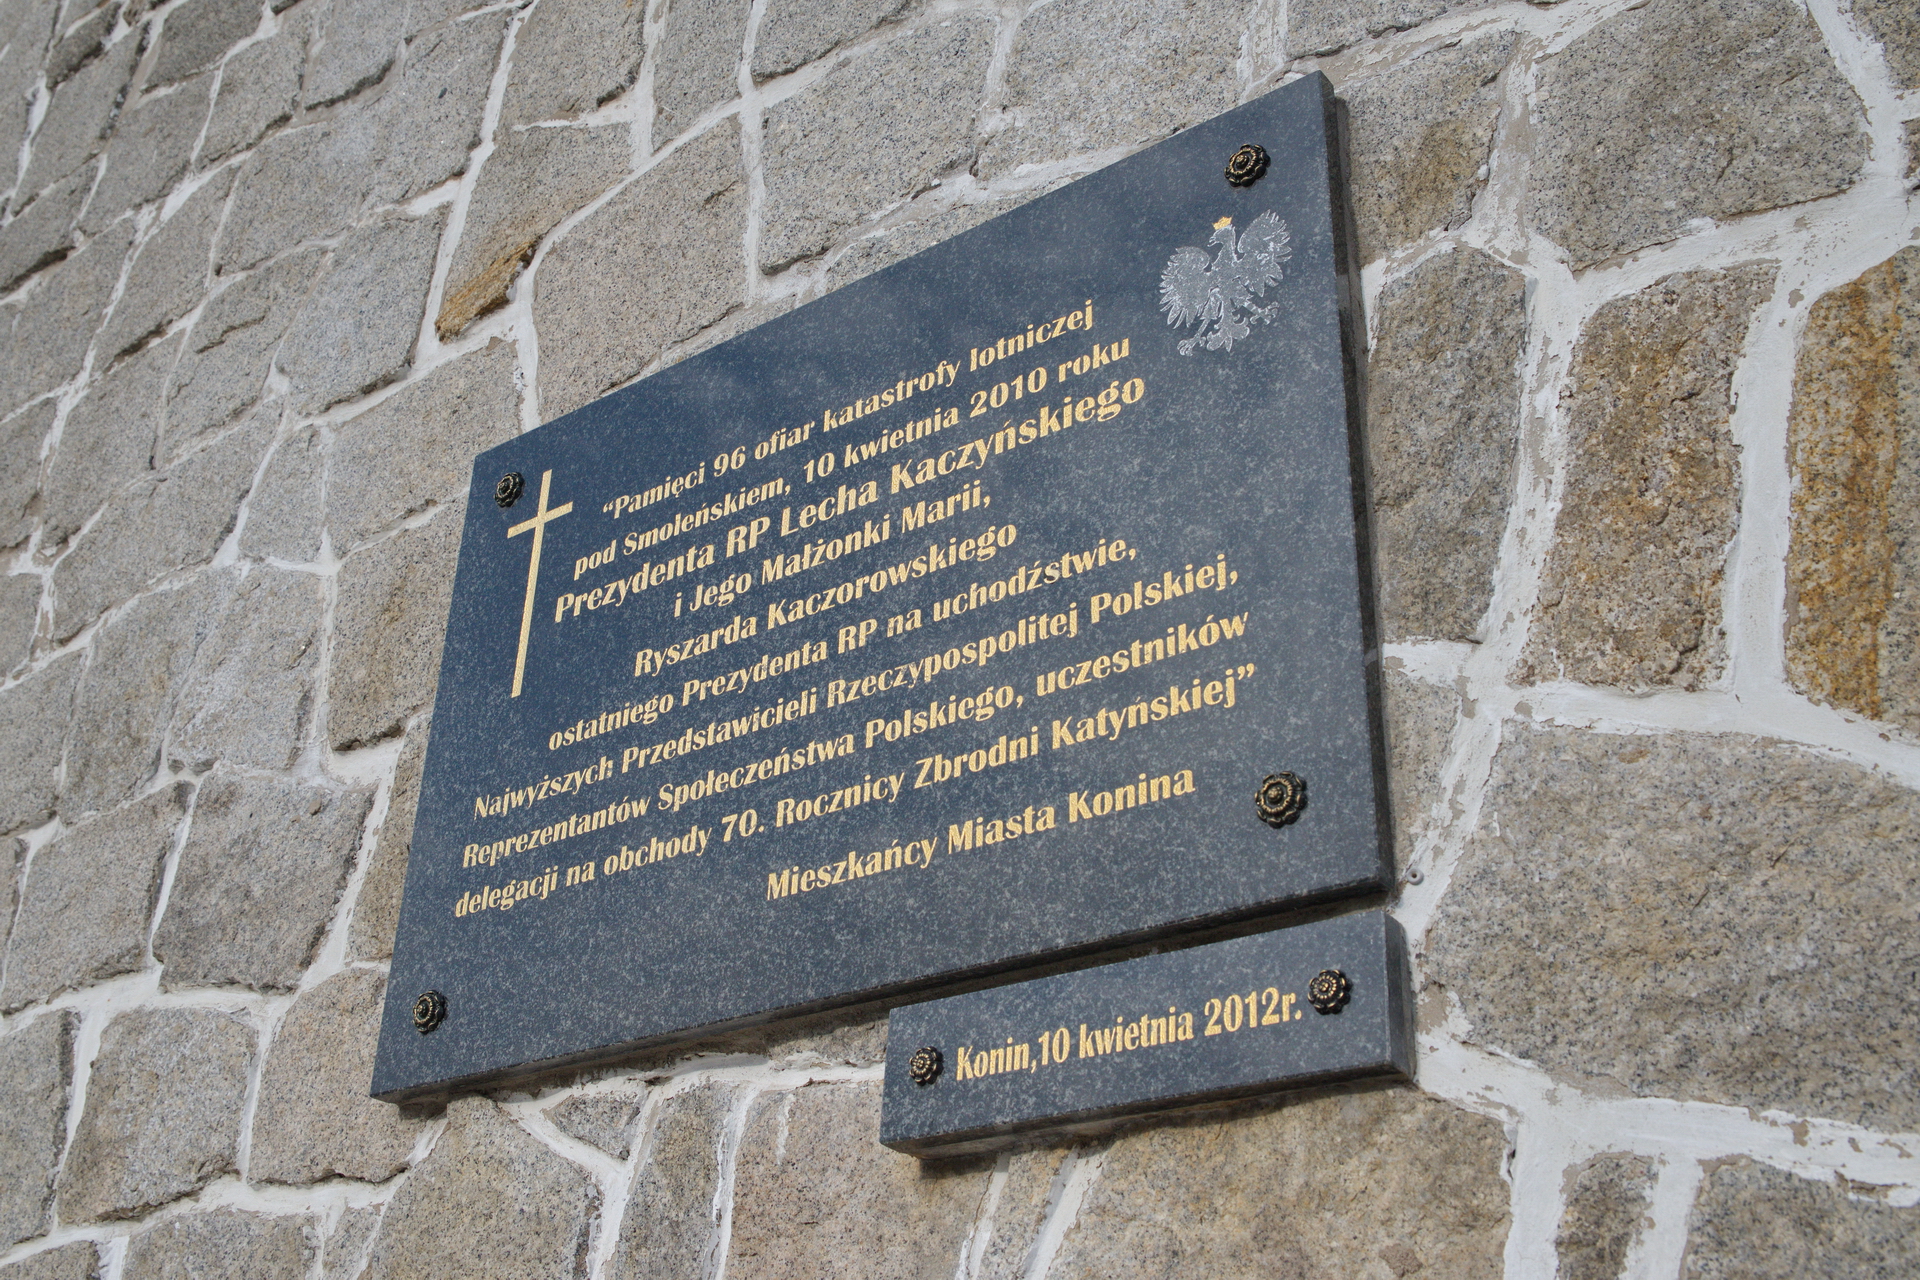 “Pamięci 96 ofiar katastrofy lotniczej
pod Smoleńskiem, 10 kwietnia 2010 roku
Prezydenta RP Lecha Kaczyńskiego
i Jego Małżonki Marii,
Ryszarda Kaczorowskiego
ostatniego Prezydenta RP na uchodźstwie,
Najwyższych Przedstawicieli Rzeczypospolitej Polskiej,
Reprezentantów Społeczeństwa Polskiego, uczestników
delegacji na obchody 70. Rocznicy Zbrodni Katyńskiej”
Mieszkańcy Miasta Konina
Konin,10 kwietnia 2012r.